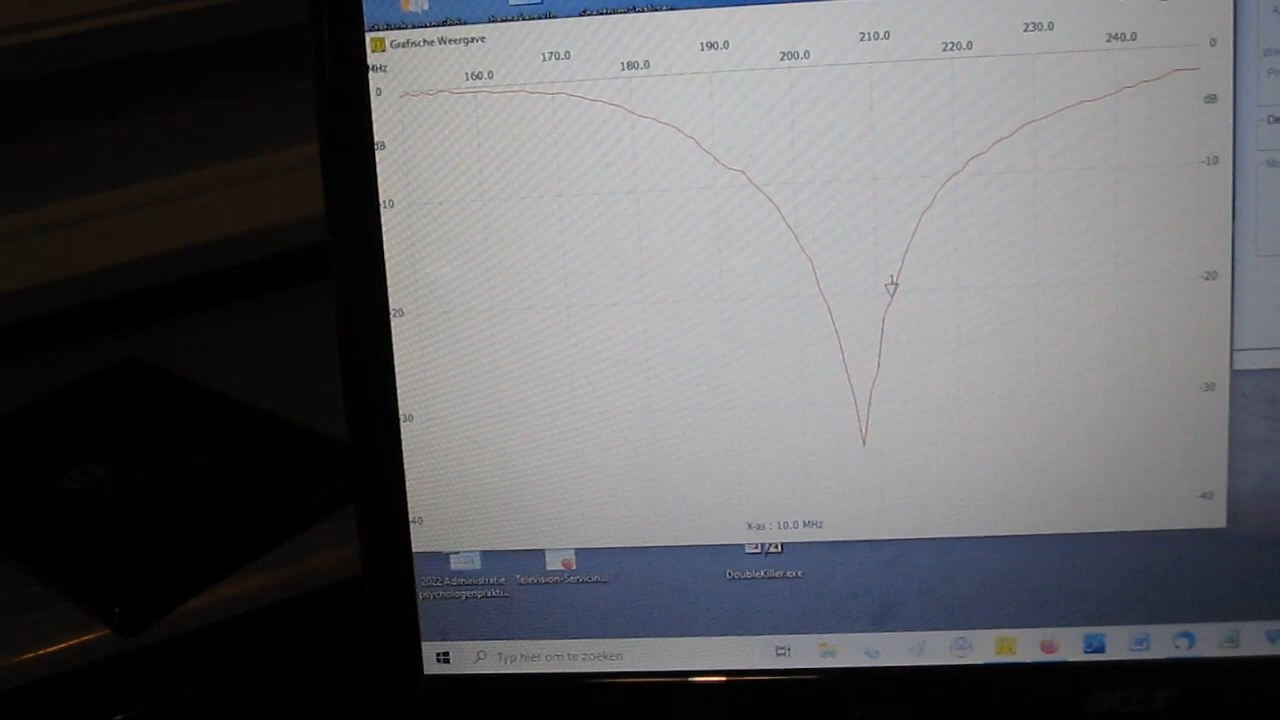 Grafische Weergave
MHz
160.0 170.0 180.0 190.0 200.0 210.0 220.0 230.0 240.0
0 0
dB dB
-10 -10
-20 -20
-30 -30
-40 -40
1
X-as : 10.0 MHz
2022 Administratie
psychologenprakti...
Television-Servicin...
DoubleKiller.exe
Typ hier om te zoeken
acer